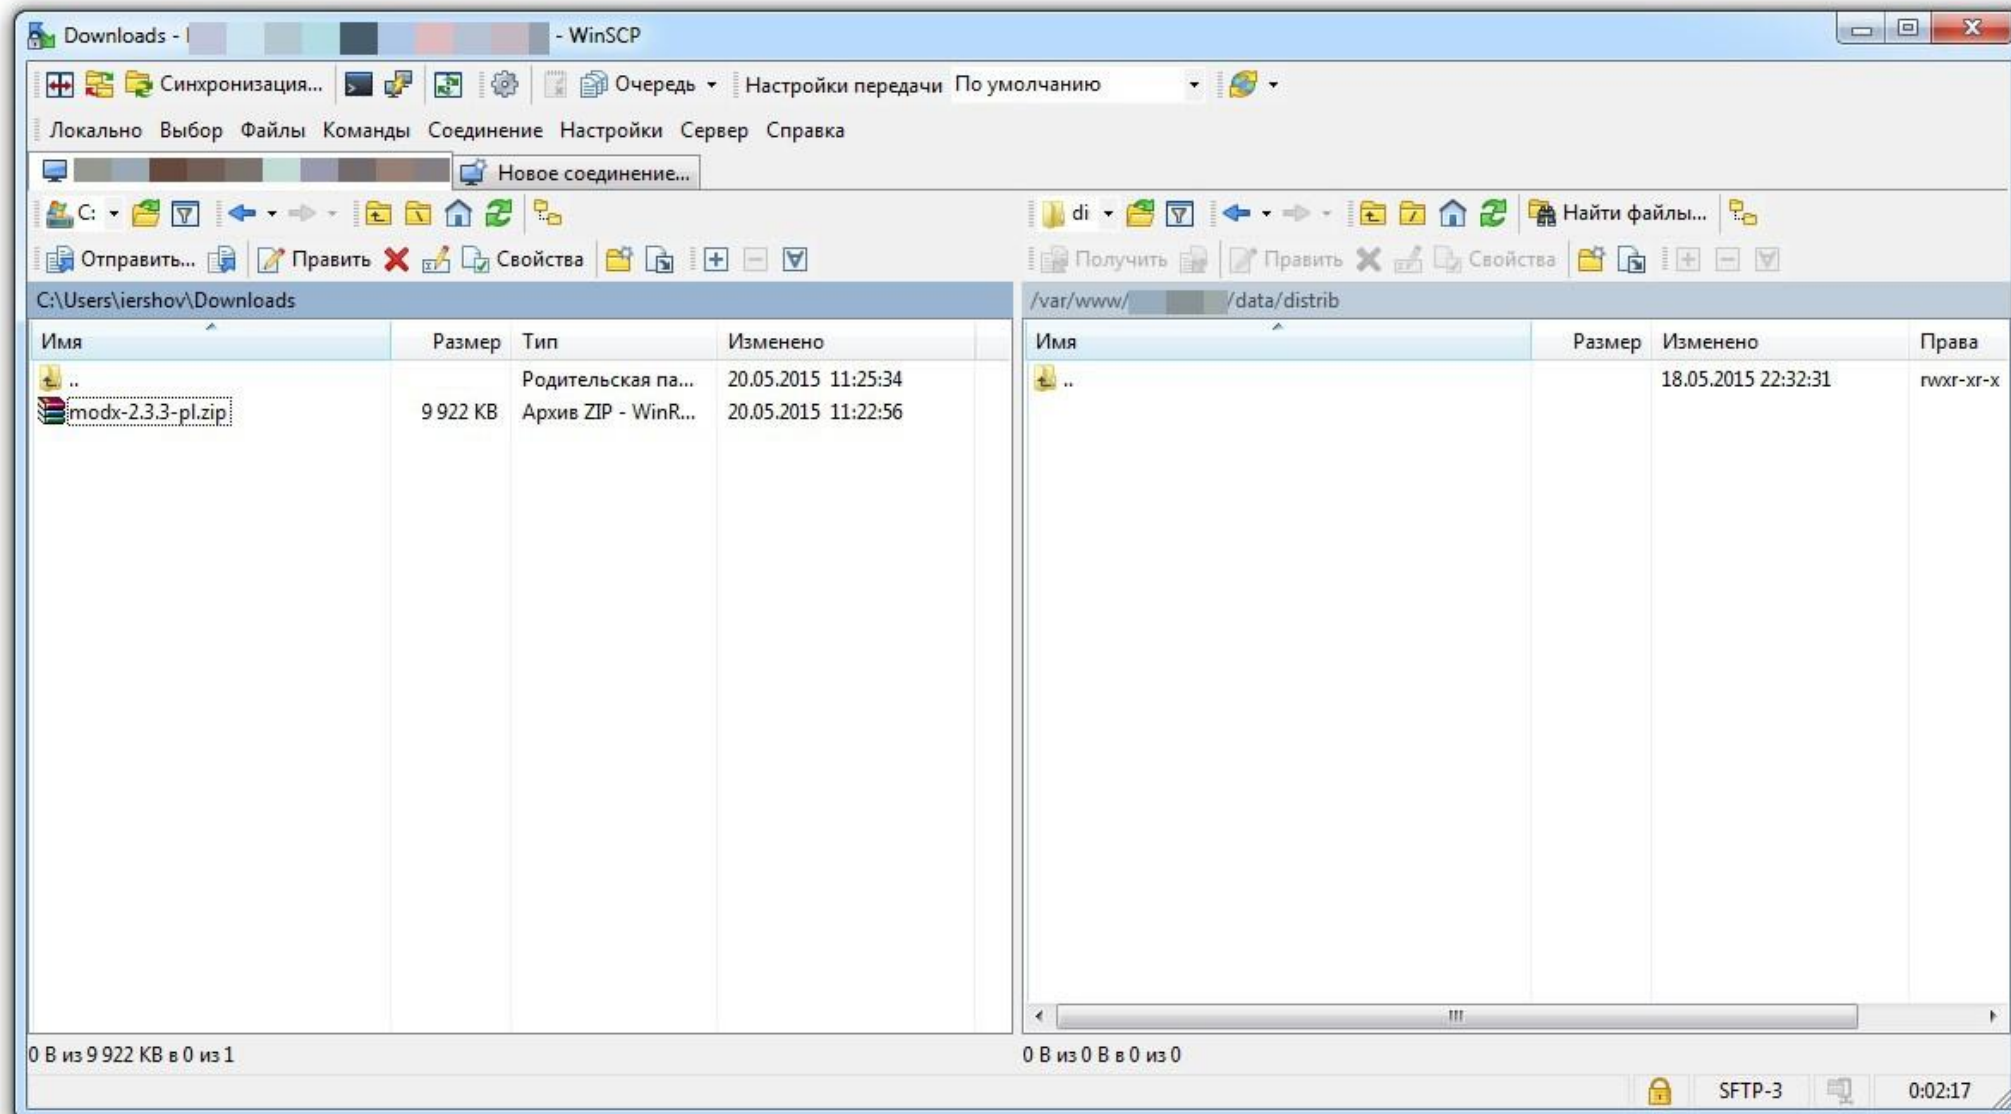 Downloads - - WinSCP
Синхронизация... Очередь Настройки передачи По умолчанию
Локально Выбор Файлы Команды Соединение Настройки Сервер Справка
Новое соединение...
C: di Найти файлы...
Отправить... Править Свойства Получить Править Свойства
C:\Users\iershov\Downloads /var/www/ /data/distrib
Имя Размер Тип Изменено Имя Размер Изменено Права
.. Родительская па... 20.05.2015 11:25:34 .. 18.05.2015 22:32:31 rwxr-xr-x
modx-2.3.3-pl.zip 9 922 KB Архив ZIP - WinR... 20.05.2015 11:22:56
0 B из 9 922 KB в 0 из 1 0 B из 0 B в 0 из 0
SFTP-3 0:02:17